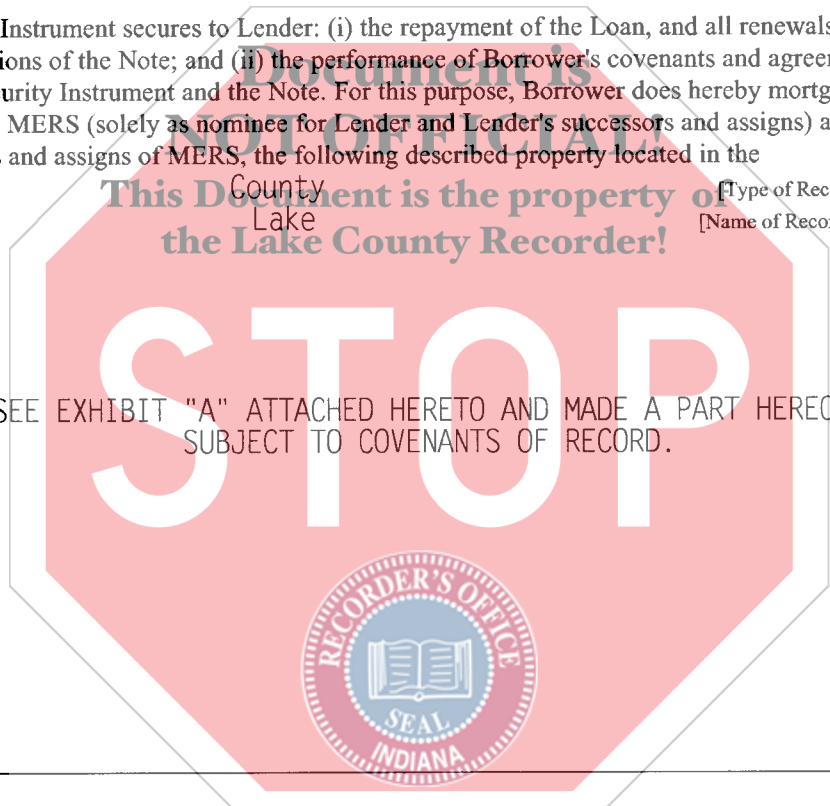 Instrument secures to Lender: (i) the repayment of the Loan, and all renewals
ions of the Note; and (ii) the performance of Borrower's covenants and agreer
urity Instrument and the Note. For this purpose, Borrower does hereby mortg
MERS (solely as nominee for Lender and Lender's successors and assigns) a
and assigns of MERS, the following described property located in the
County [Type of Rec
Lake [Name of Recor
Document is
NOT OFFICIAL!
This Document is the property of
the Lake County Recorder!
STOP
SEE EXHIBIT "A" ATTACHED HERETO AND MADE A PART HEREO
SUBJECT TO COVENANTS OF RECORD.
RECORDER'S OFFICE
SEAL
INDIANA